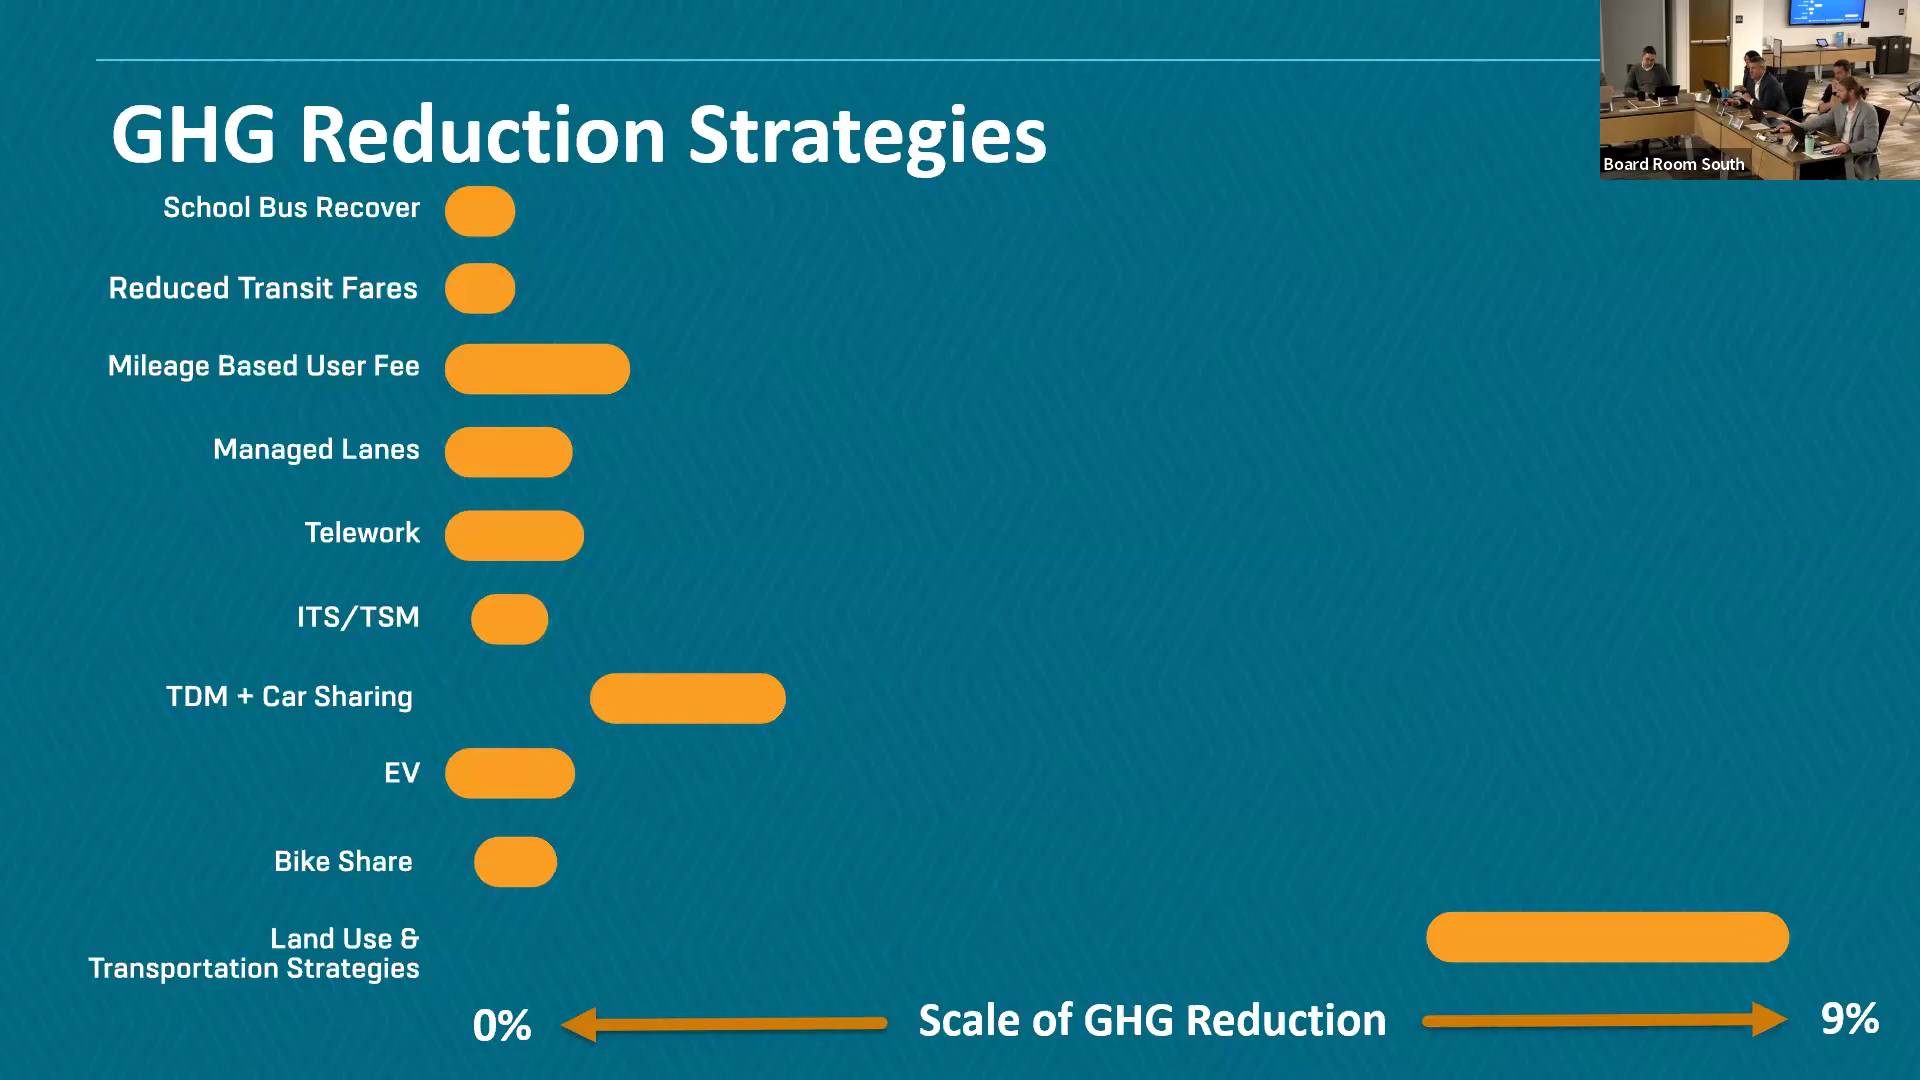 GHG Reduction Strategies
Board Room South
School Bus Recover
Reduced Transit Fares
Mileage Based User Fee
Managed Lanes
Telework
ITS/TSM
TDM + Car Sharing
EV
Bike Share
Land Use &
Transportation Strategies
0% Scale of GHG Reduction 9%